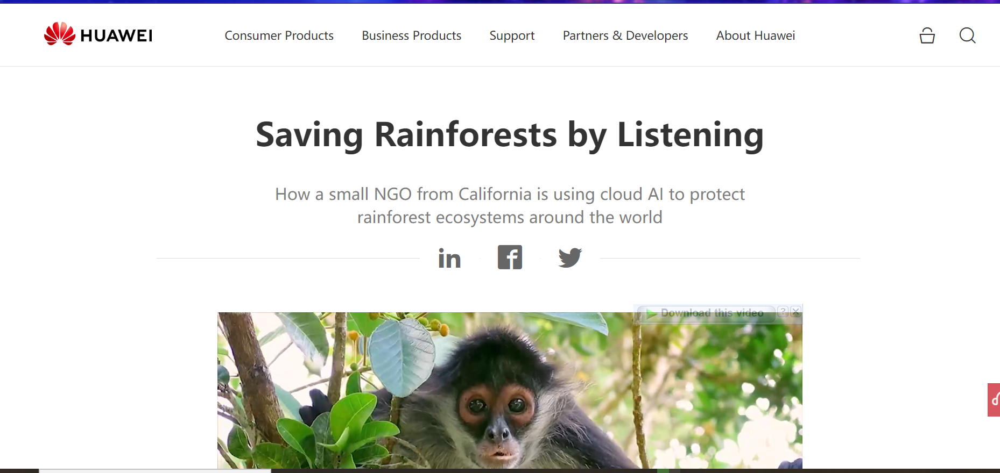 HUAWEI
Consumer Products
Business Products
Support
Partners & Developers
About Huawei
Saving Rainforests by Listening
How a small NGO from California is using cloud AI to protect
rainforest ecosystems around the world
in
f
Download this video
?